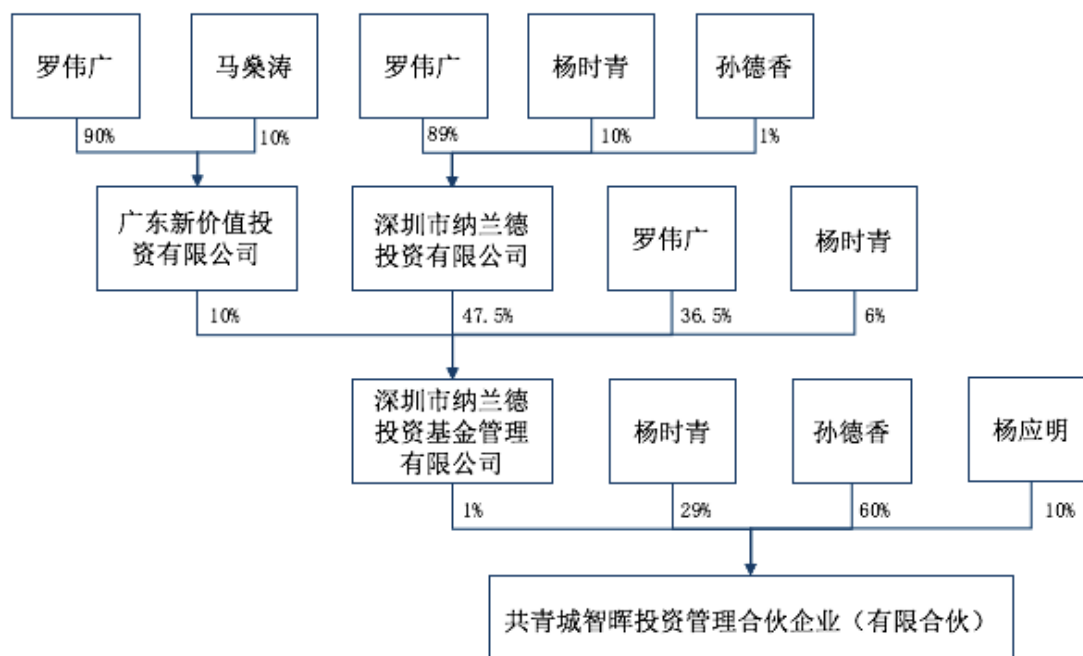 罗伟广
马燊涛
罗伟广
杨时青
孙德香
90%
10%
89%
10%
1%
广东新价值投
资有限公司
深圳市纳兰德
投资有限公司
罗伟广
杨时青
10%
47.5%
36.5%
6%
深圳市纳兰德
投资基金管理
有限公司
杨时青
孙德香
杨应明
1%
29%
60%
10%
共青城智晖投资管理合伙企业（有限合伙）